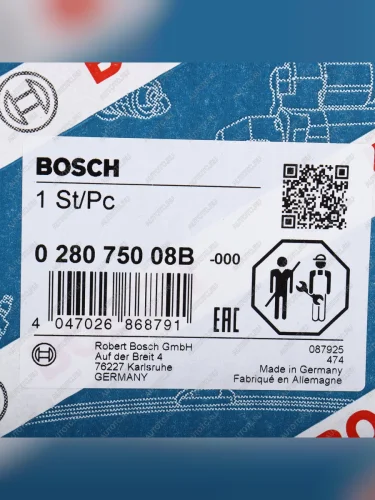 BOSCH
1 St/Pc
0 280 750 08B -000
4 047026 868791
EAC
Robert Bosch GmbH
Auf der Breit 4
76227 Karlsruhe
GERMANY
087925
474
Made in Germany
Fabriqué en Allemagne